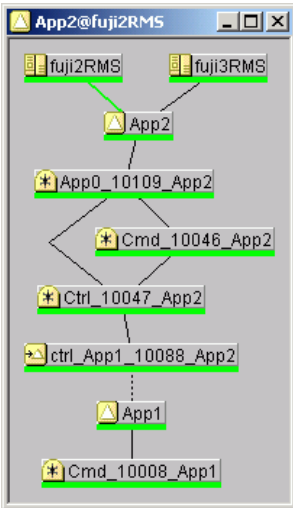 App2@fuji2RMS
fuji2RMS fuji3RMS
App2
App0_10109_App2
Cmd_10046_App2
Ctrl_10047_App2
ctrl_App1_10088_App2
App1
Cmd_10008_App1